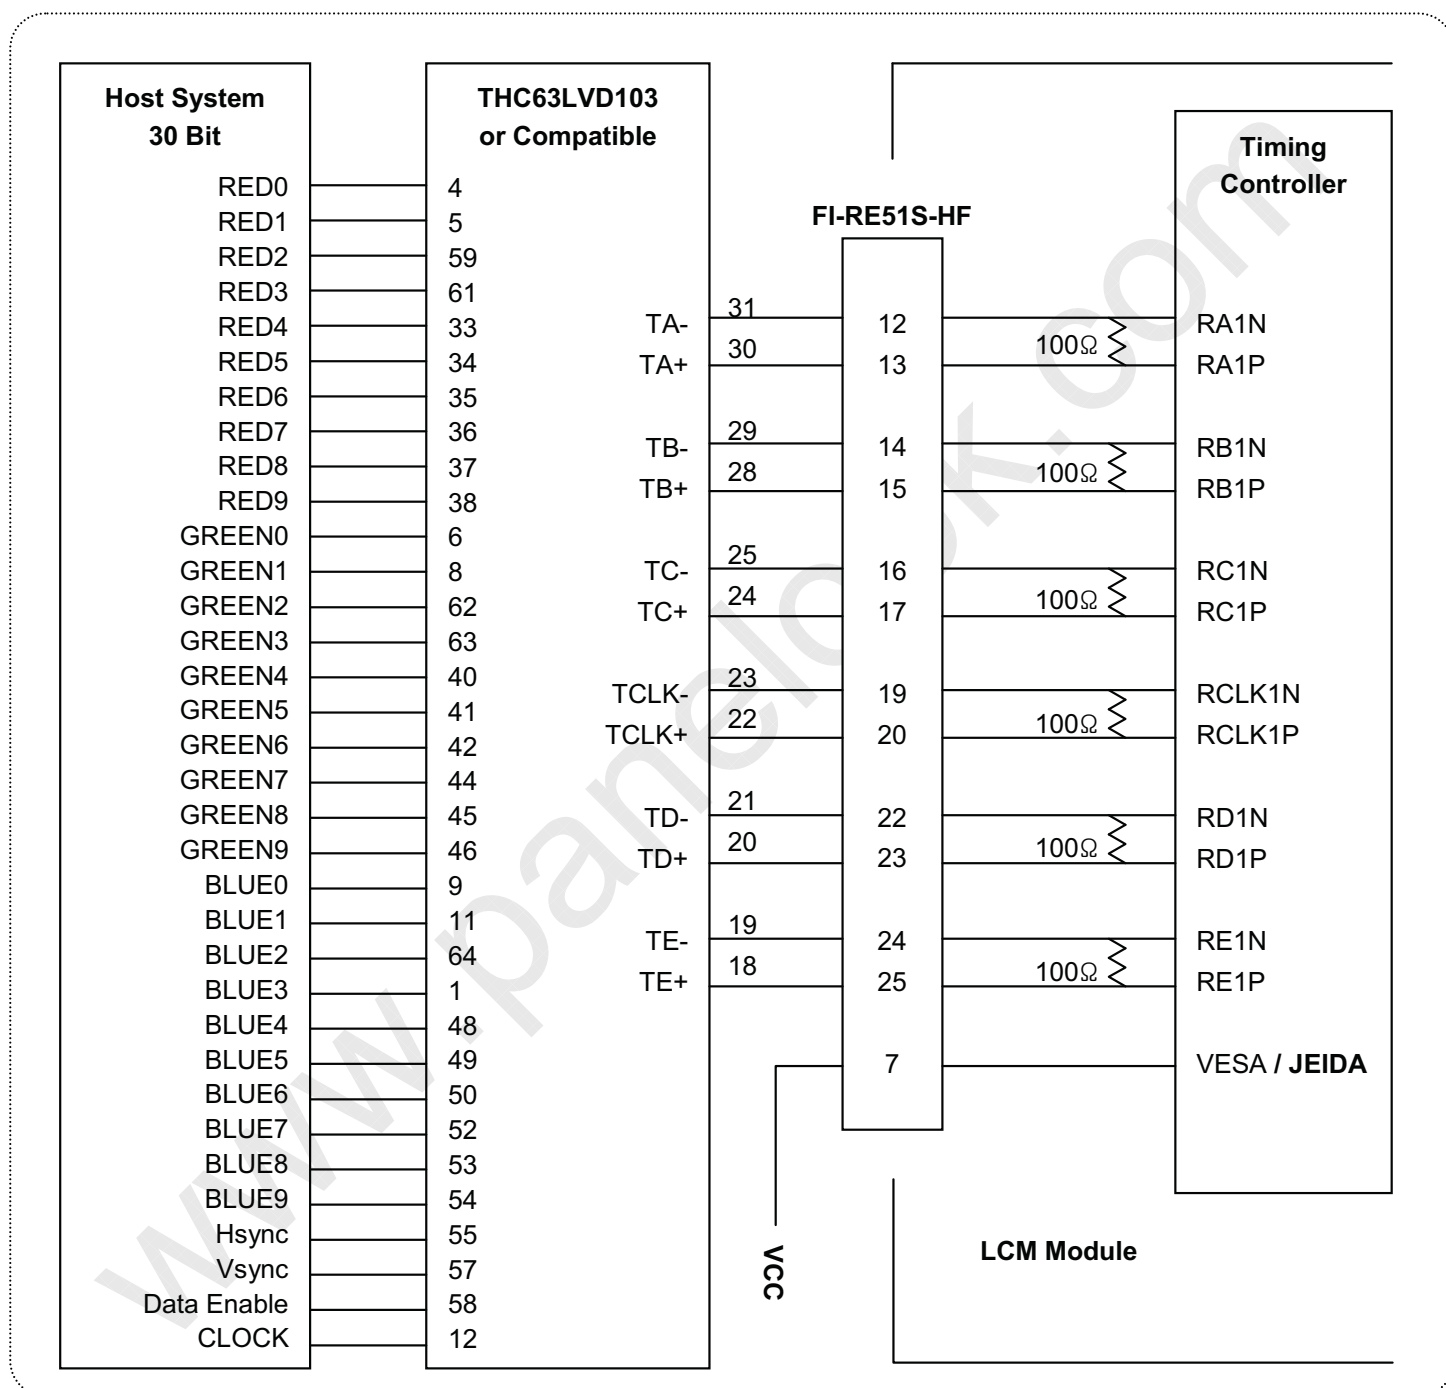 Host System
30 Bit
RED0
RED1
RED2
RED3
RED4
RED5
RED6
RED7
RED8
RED9
GREEN0
GREEN1
GREEN2
GREEN3
GREEN4
GREEN5
GREEN6
GREEN7
GREEN8
GREEN9
BLUE0
BLUE1
BLUE2
BLUE3
BLUE4
BLUE5
BLUE6
BLUE7
BLUE8
BLUE9
Hsync
Vsync
Data Enable
CLOCK
THC63LVD103
or Compatible
4
5
59
61
33
34
35
36
37
38
6
8
62
63
40
41
42
44
45
46
9
11
64
1
48
49
50
52
53
54
55
57
58
12
TA-
TA+
TB-
TB+
TC-
TC+
TCLK-
TCLK+
TD-
TD+
TE-
TE+
31
30
29
28
25
24
23
22
21
20
19
18
FI-RE51S-HF
12
13
14
15
16
17
19
20
22
23
24
25
7
VCC
100Ω
100Ω
100Ω
100Ω
100Ω
100Ω
Timing
Controller
RA1N
RA1P
RB1N
RB1P
RC1N
RC1P
RCLK1N
RCLK1P
RD1N
RD1P
RE1N
RE1P
VESA / JEIDA
LCM Module
www.panelook.com